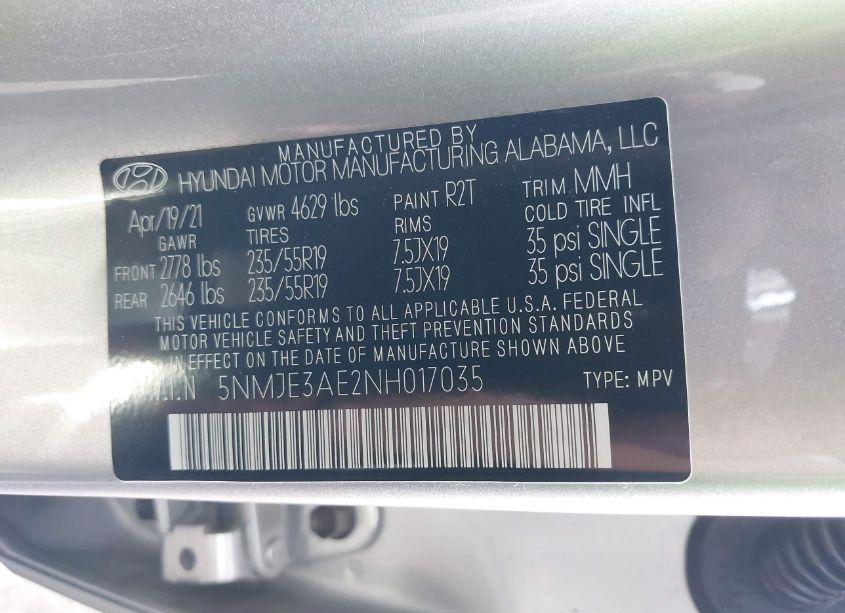 MANUFACTURED BY
HYUNDAI MOTOR MANUFACTURING ALABAMA, LLC
Apr/19/21 GVWR 4629 lbs PAINT R2T TRIM MMH
GAWR TIRES RIMS COLD TIRE INFL
FRONT 2778 lbs 235/55R19 7.5JX19 35 psi SINGLE
REAR 2646 lbs 235/55R19 7.5JX19 35 psi SINGLE
THIS VEHICLE CONFORMS TO ALL APPLICABLE U.S.A. FEDERAL
MOTOR VEHICLE SAFETY AND THEFT PREVENTION STANDARDS
IN EFFECT ON THE DATE OF MANUFACTURE SHOWN ABOVE
V.I.N 5NMJE3AE2NH017035 TYPE: MPV